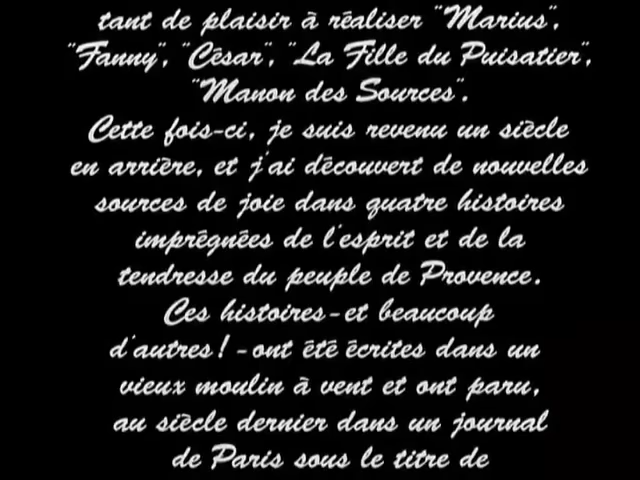 tant de plaisir à réaliser "Marius",
"Fanny", "César", "La Fille du Puisatier",
"Manon des Sources".
Cette fois-ci, je suis revenu un siècle
en arrière, et j'ai découvert de nouvelles
sources de joie dans quatre histoires
imprégnées de l'esprit et de la
tendresse du peuple de Provence.
Ces histoires-et beaucoup
d'autres!-ont été écrites dans un
vieux moulin à vent et ont paru,
au siècle dernier dans un journal
de Paris sous le titre de